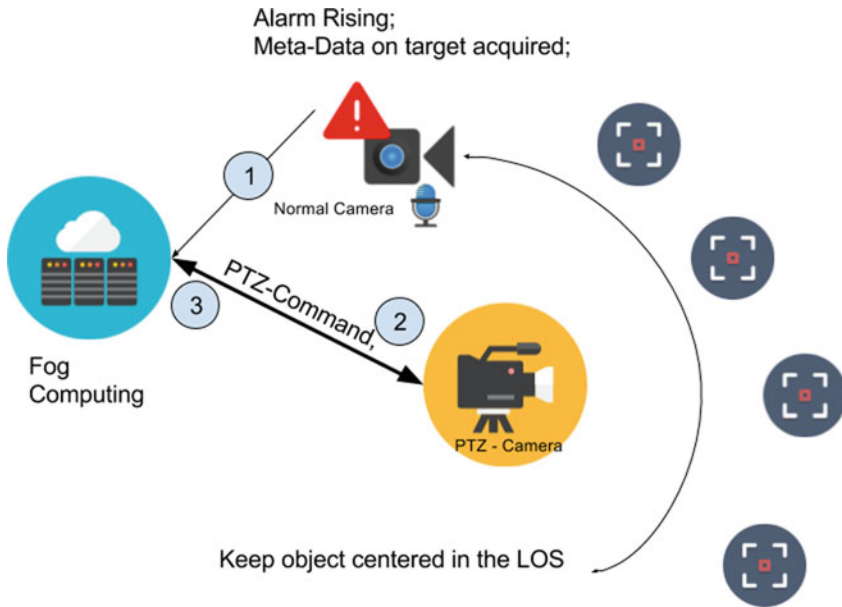 Alarm Rising;
Meta-Data on target acquired;
1
Normal Camera
PTZ-Command,
2
3
Fog
Computing
PTZ - Camera
Keep object centered in the LOS